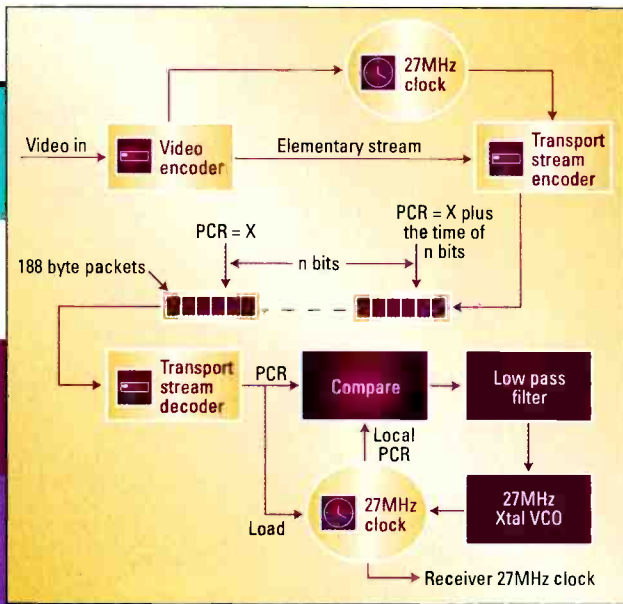 27MHz
clock
Video in
Video
encoder
Elementary stream
Transport
stream
encoder
PCR = X
PCR = X plus
the time of
n bits
n bits
188 byte packets
Transport
stream
decoder
PCR
Compare
Low pass
filter
Local
PCR
27MHz
clock
27MHz
Xtal VCO
Load
Receiver 27MHz clock